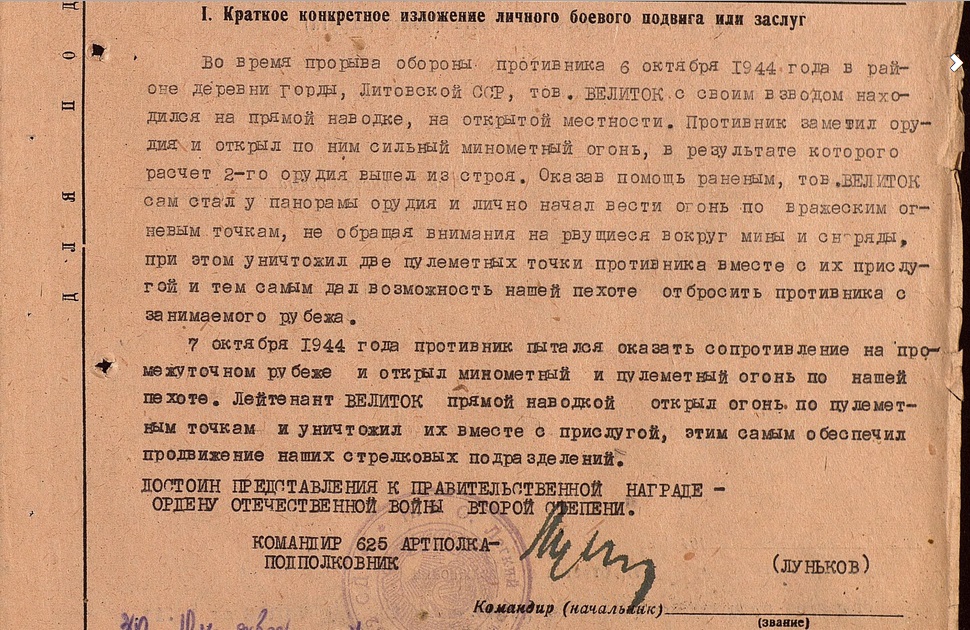 I. Краткое конкретное изложение личного боевого подвига или заслуг
Во время прорыва обороны противника 6 октября 1944 года в рай-
оне деревни Горды, Литовской ССР, тов. ВЕЛИТОК с своим взводом нахо-
дился на прямой наводке, на открытой местности. Противник заметил ору-
дия и открыл по ним сильный минометный огонь, в результате которого
расчет 2-го орудия вышел из строя. Оказав помощь раненым, тов.ВЕЛИТОК
сам стал у панорамы орудия и лично начал вести огонь по вражеским ог-
невым точкам, не обращая внимания на рвущиеся вокруг мины и снаряды,
при этом уничтожил две пулеметных точки противника вместе с их прислу-
гой и тем самым дал возможность нашей пехоте отбросить противника с
занимаемого рубежа.
7 октября 1944 года противник пытался оказать сопротивление на про-
межуточном рубеже и открыл минометный и пулеметный огонь по нашей
пехоте. Лейтенант ВЕЛИТОК прямой наводкой открыл огонь по пулемет-
ным точкам и уничтожил их вместе с прислугой, этим самым обеспечил
продвижение наших стрелковых подразделений.
ДОСТОИН ПРЕДСТАВЛЕНИЯ К ПРАВИТЕЛЬСТВЕННОЙ НАГРАДЕ -
ОРДЕНУ ОТЕЧЕСТВЕННОЙ ВОЙНЫ ВТОРОЙ СТЕПЕНИ.
КОМАНДИР 625 АРТПОЛКА-
ПОДПОЛКОВНИК
(ЛУНЬКОВ)
Командир (начальник)
(звание)